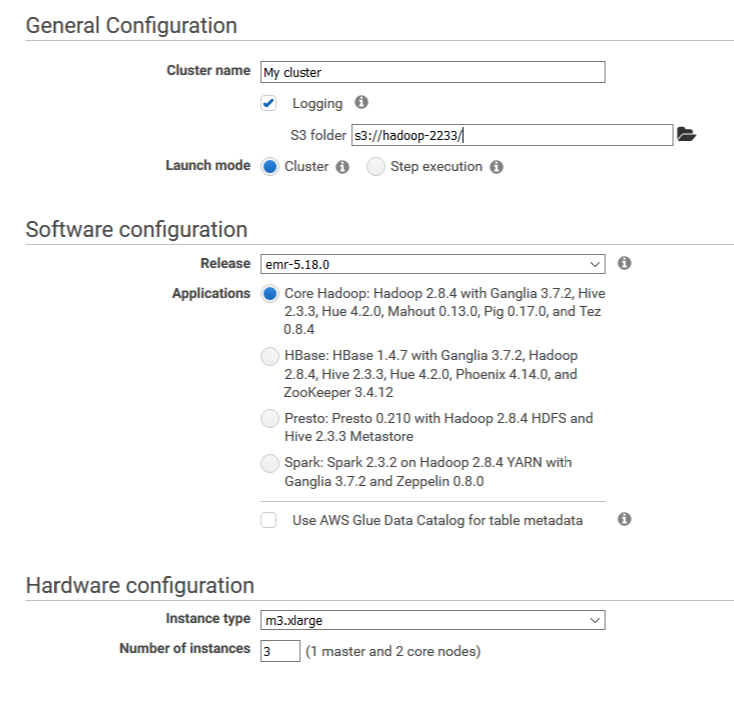 General Configuration
Cluster name My cluster
Logging
S3 folder s3://hadoop-2233/
Launch mode Cluster Step execution
Software configuration
Release emr-5.18.0
Applications Core Hadoop: Hadoop 2.8.4 with Ganglia 3.7.2, Hive
2.3.3, Hue 4.2.0, Mahout 0.13.0, Pig 0.17.0, and Tez
0.8.4
HBase: HBase 1.4.7 with Ganglia 3.7.2, Hadoop
2.8.4, Hive 2.3.3, Hue 4.2.0, Phoenix 4.14.0, and
ZooKeeper 3.4.12
Presto: Presto 0.210 with Hadoop 2.8.4 HDFS and
Hive 2.3.3 Metastore
Spark: Spark 2.3.2 on Hadoop 2.8.4 YARN with
Ganglia 3.7.2 and Zeppelin 0.8.0
Use AWS Glue Data Catalog for table metadata
Hardware configuration
Instance type m3.xlarge
Number of instances 3 (1 master and 2 core nodes)